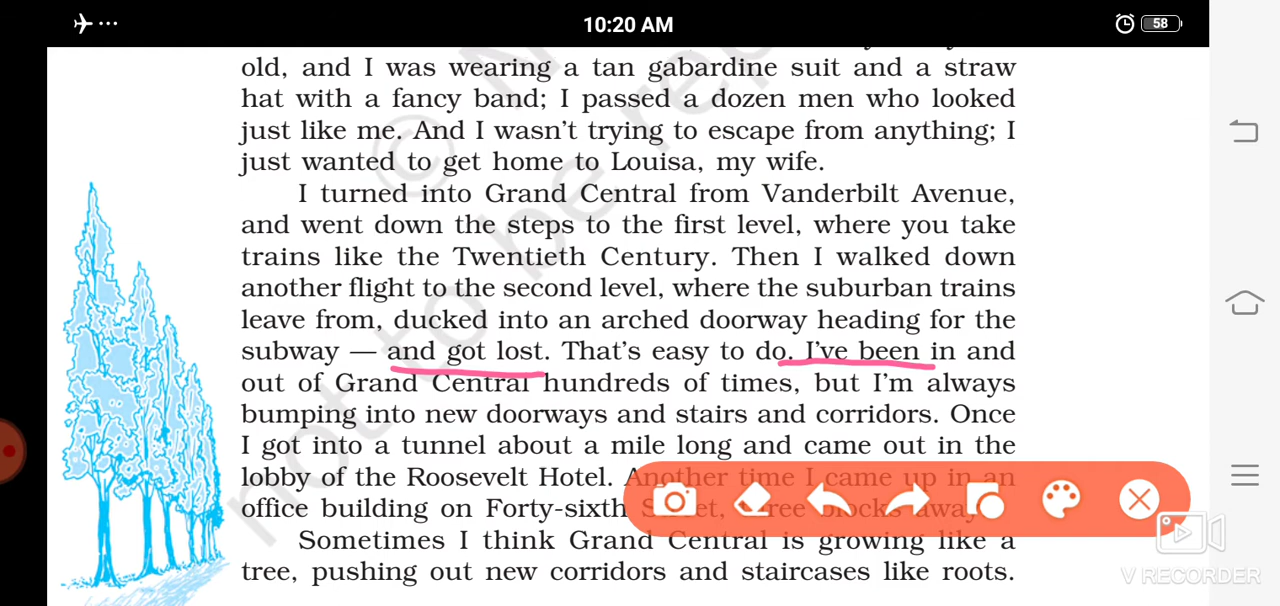 10:20 AM
58
old, and I was wearing a tan gabardine suit and a straw
hat with a fancy band; I passed a dozen men who looked
just like me. And I wasn't trying to escape from anything; I
just wanted to get home to Louisa, my wife.
I turned into Grand Central from Vanderbilt Avenue,
and went down the steps to the first level, where you take
trains like the Twentieth Century. Then I walked down
another flight to the second level, where the suburban trains
leave from, ducked into an arched doorway heading for the
subway — and got lost. That's easy to do. I've been in and
out of Grand Central hundreds of times, but I'm always
bumping into new doorways and stairs and corridors. Once
I got into a tunnel about a mile long and came out in the
lobby of the Roosevelt Hotel. Another time I came up in an
office building on Forty-sixth Street, three blocks away.
Sometimes I think Grand Central is growing like a
tree, pushing out new corridors and staircases like roots.
not to be
V RECORDER